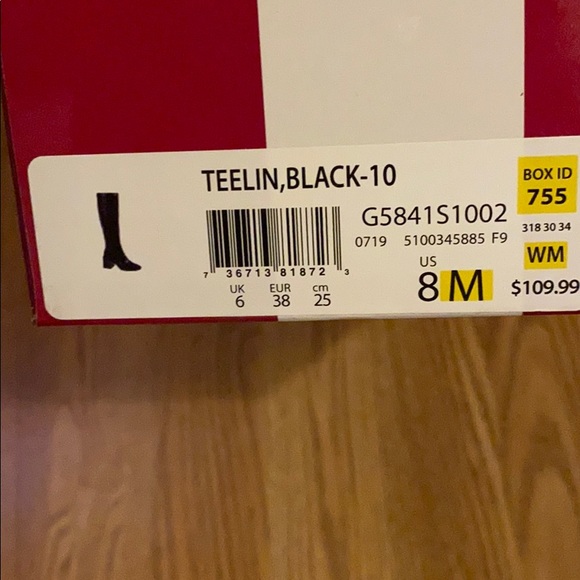 TEELIN,BLACK-10
BOX ID
755
G5841S1002
318 30 34
0719 5100345885 F9
WM
7 36713 81872 3
US
8 M
$109.99
UK EUR cm
6 38 25